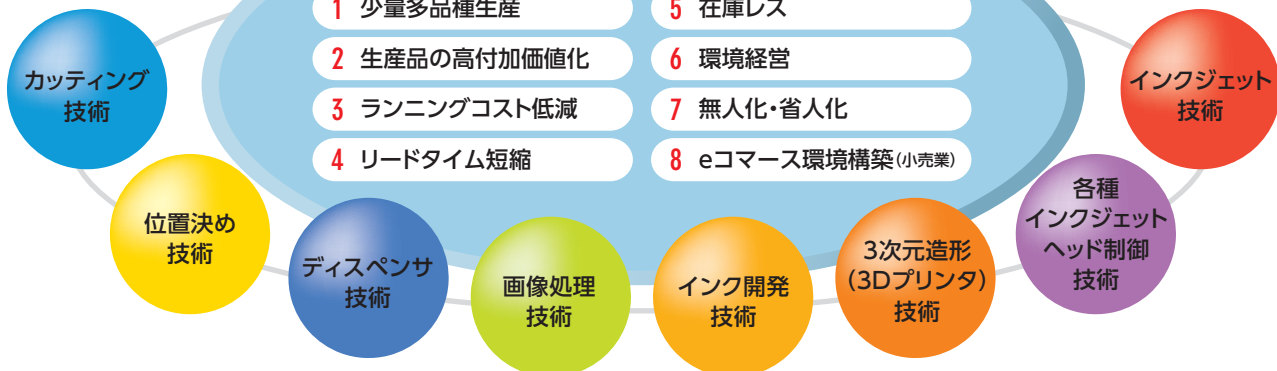 1 少量多品種生産
2 生産品の高付加価値化
3 ランニングコスト低減
4 リードタイム短縮
5 在庫レス
6 環境経営
7 無人化・省人化
8 eコマース環境構築(小売業)
カッティング
技術
位置決め
技術
ディスペンサ
技術
画像処理
技術
インク開発
技術
3次元造形
(3Dプリンタ)
技術
各種
インクジェット
ヘッド制御
技術
インクジェット
技術